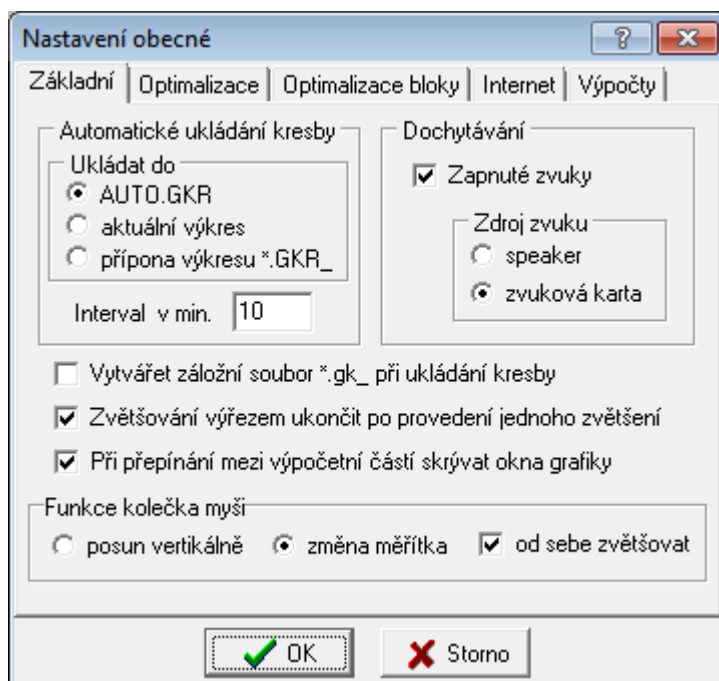 Nastavení obecné
Základní Optimalizace Optimalizace bloky Internet Výpočty
Automatické ukládání kresby
Ukládat do
AUTO.GKR
aktuální výkres
přípona výkresu *.GKR_
Interval v min. 10
Dochytávání
Zapnuté zvuky
Zdroj zvuku
speaker
zvuková karta
Vytvářet záložní soubor *.gk_ při ukládání kresby
Zvětšování výřezem ukončit po provedení jednoho zvětšení
Při přepínání mezi výpočetní částí skrývat okna grafiky
Funkce kolečka myši
posun vertikálně změna měřítka od sebe zvětšovat
OK Storno